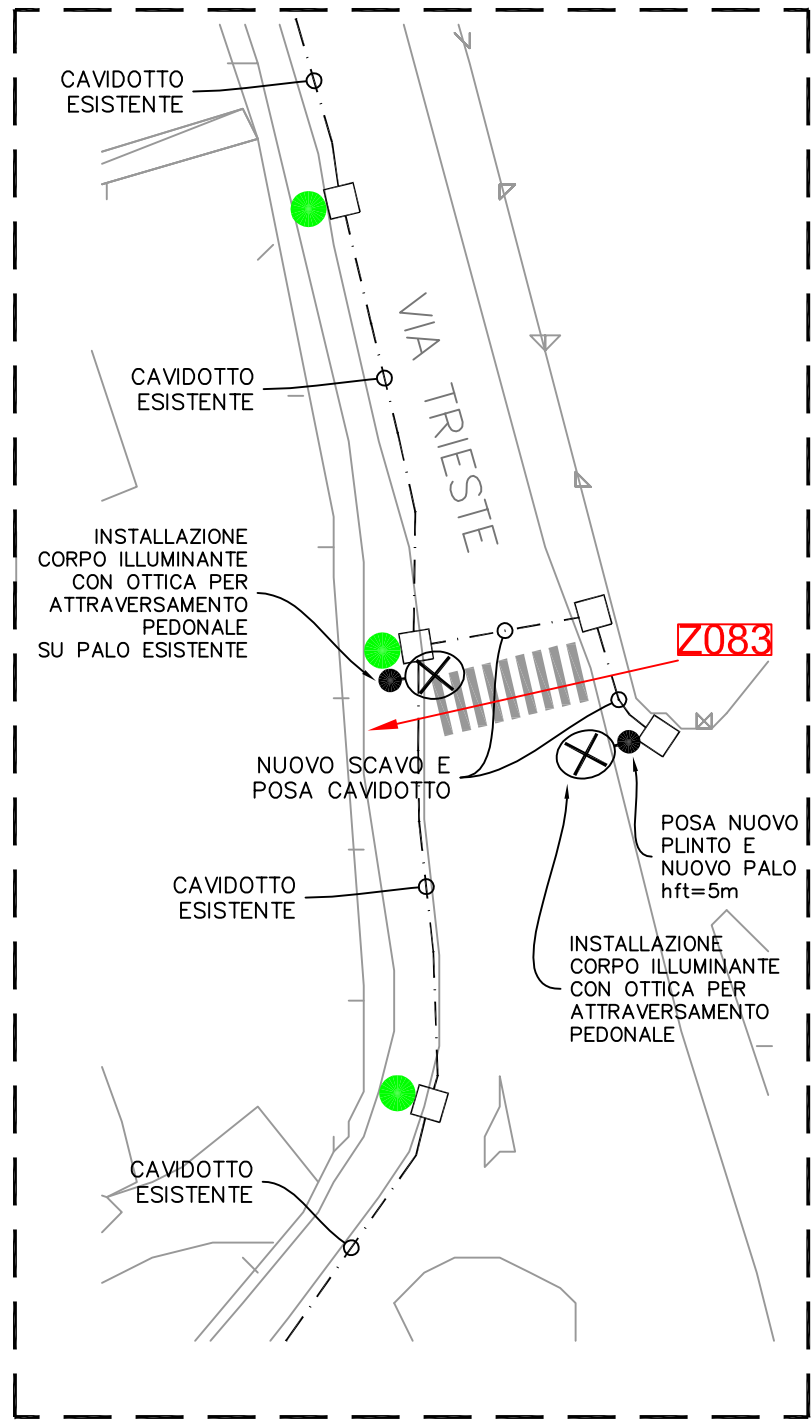 CAVIDOTTO
ESISTENTE
VIA TRIESTE
CAVIDOTTO
ESISTENTE
INSTALLAZIONE
CORPO ILLUMINANTE
CON OTTICA PER
ATTRAVERSAMENTO
PEDONALE
SU PALO ESISTENTE
Z083
NUOVO SCAVO E
POSA CAVIDOTTO
POSA NUOVO
PLINTO E
NUOVO PALO
hft=5m
CAVIDOTTO
ESISTENTE
INSTALLAZIONE
CORPO ILLUMINANTE
CON OTTICA PER
ATTRAVERSAMENTO
PEDONALE
CAVIDOTTO
ESISTENTE